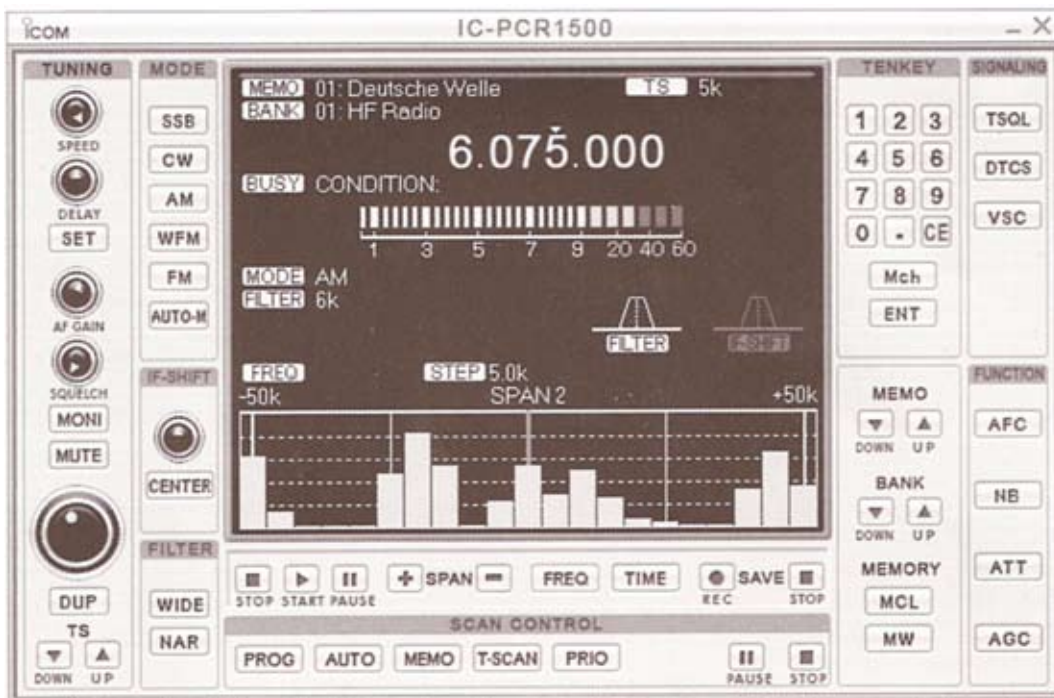 iCOM
IC-PCR1500
TUNING
SPEED
DELAY
SET
AF GAIN
SQUELCH
MONI
MUTE
DUP
TS
DOWN UP
MODE
SSB
CW
AM
WFM
FM
AUTO-M
IF-SHIFT
CENTER
FILTER
WIDE
NAR
MEMO 01: Deutsche Welle TS 5k
BANK 01: HF Radio
6.075.000
BUSY CONDITION:
1 3 5 7 9 20 40 60
MODE AM
FILTER 6k
FILTER IF-SHIFT
FREQ STEP 5.0k
-50k SPAN 2 +50k
SPAN FREQ TIME SAVE
STOP START PAUSE REC STOP
SCAN CONTROL
PROG AUTO MEMO T-SCAN PRIO
PAUSE STOP
TENKEY
1 2 3
4 5 6
7 8 9
0 . CE
Mch
ENT
MEMO
DOWN UP
BANK
DOWN UP
MEMORY
MCL
MW
SIGNALING
TSQL
DTCS
VSC
FUNCTION
AFC
NB
ATT
AGC